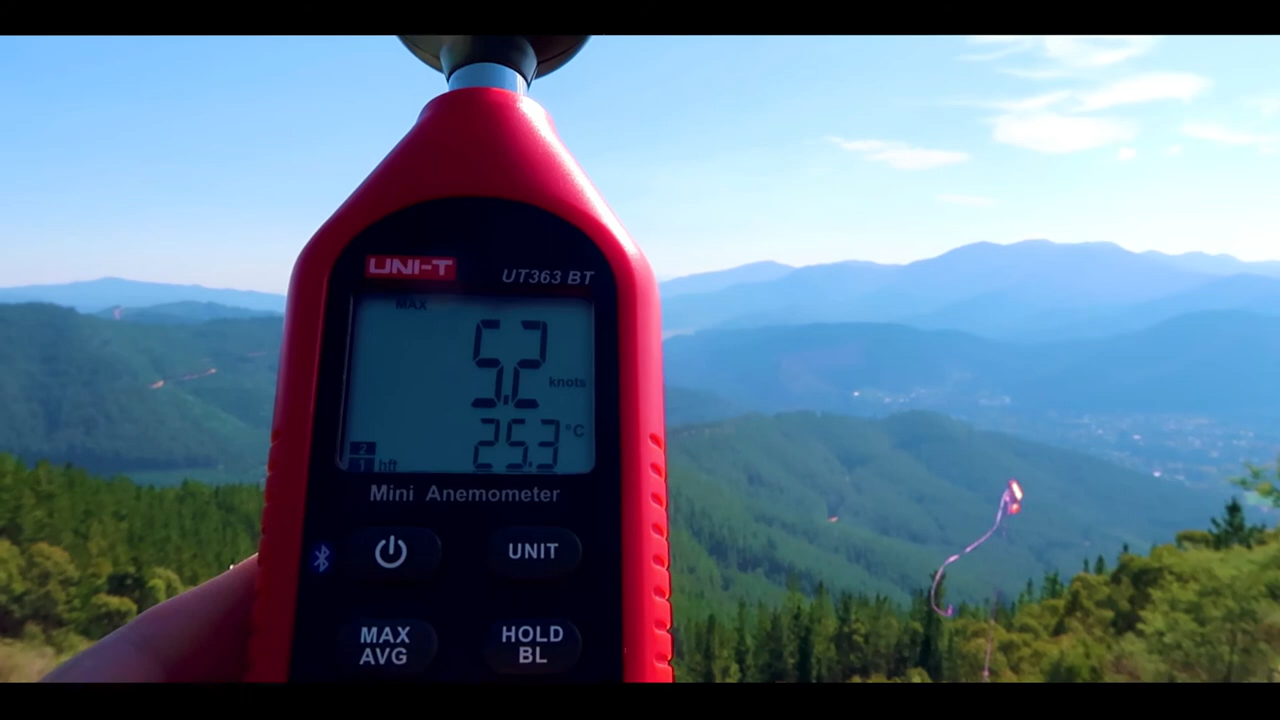 UNI-T
UT363 BT
MAX
5.2
knots
25.3 °C
2
1 hft
Mini Anemometer
UNIT
MAX
AVG
HOLD
BL